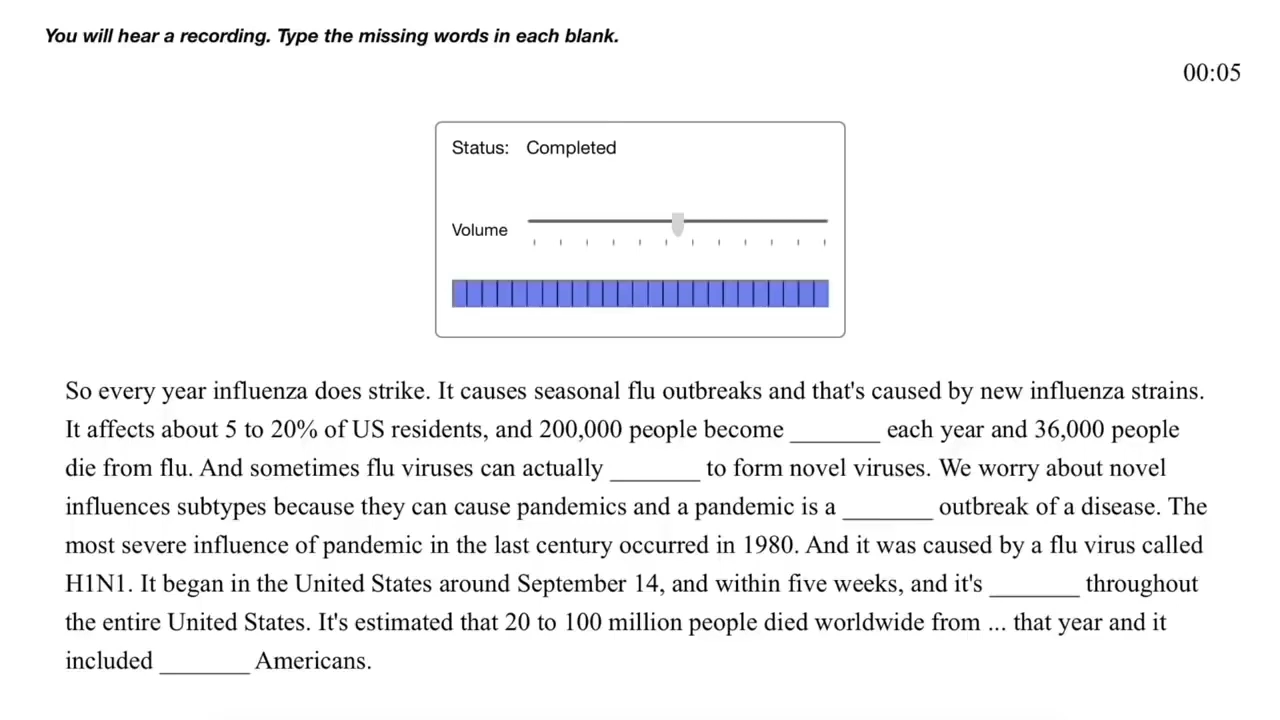 You will hear a recording. Type the missing words in each blank.
00:05
Status: Completed
Volume
So every year influenza does strike. It causes seasonal flu outbreaks and that's caused by new influenza strains.
It affects about 5 to 20% of US residents, and 200,000 people become _______ each year and 36,000 people
die from flu. And sometimes flu viruses can actually _______ to form novel viruses. We worry about novel
influences subtypes because they can cause pandemics and a pandemic is a _______ outbreak of a disease. The
most severe influence of pandemic in the last century occurred in 1980. And it was caused by a flu virus called
H1N1. It began in the United States around September 14, and within five weeks, and it's _______ throughout
the entire United States. It's estimated that 20 to 100 million people died worldwide from ... that year and it
included _______ Americans.